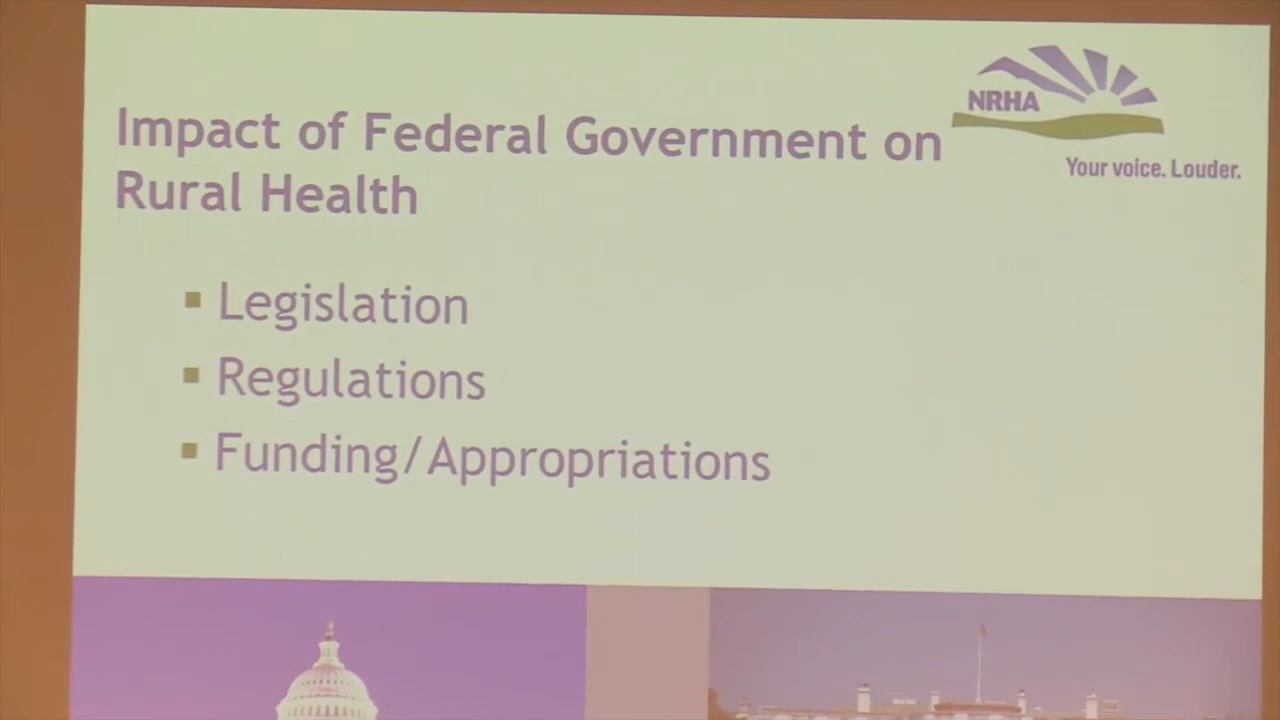 NRHA
Your voice. Louder.
Impact of Federal Government on
Rural Health
Legislation
Regulations
Funding/Appropriations